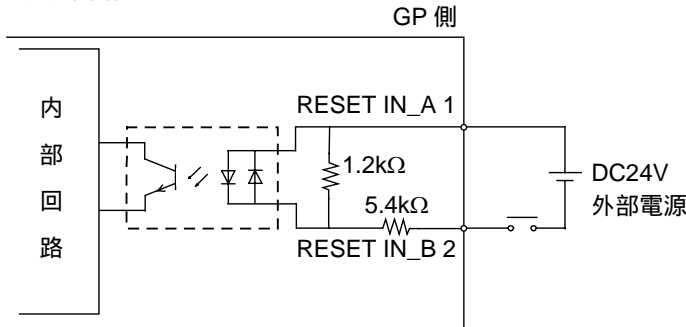 GP 側
内部回路
RESET IN_A 1
1.2kΩ
DC24V
外部電源
5.4kΩ
RESET IN_B 2